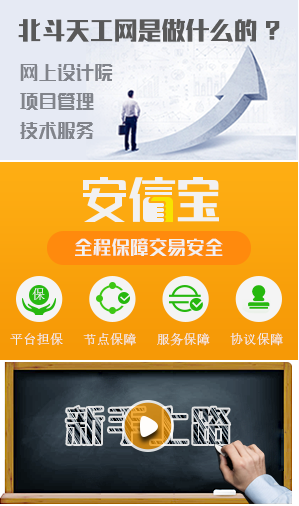 北斗天工网是做什么的？
网上设计院
项目管理
技术服务
安信宝
全程保障交易安全
保
平台担保 节点保障 服务保障 协议保障
新手上路